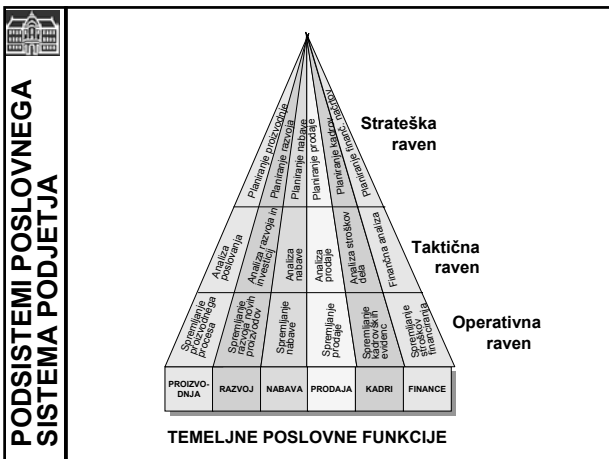 PODSISTEMI POSLOVNEGA
SISTEMA PODJETJA
Planiranje proizvodnje
Planiranje razvoja
Planiranje nabave
Planiranje prodaje
Planiranje kadrov
Planiranje finanč. načrtov
Strateška
raven
Analiza
poslovanja
Analiza razvoja in
investicij
Analiza
nabave
Analiza
prodaje
Analiza stroškov
dela
Finančna analiza
Taktična
raven
Spremljanje
proizvodnega
procesa
Spremljanje
razvoja novih
proizvodov
Spremljanje
nabave
Spremljanje
prodaje
Spremljanje
kadrovskih
evidenc
Spremljanje
stroškov
financiranja
Operativna
raven
PROIZVO-
DNJA
RAZVOJ
NABAVA
PRODAJA
KADRI
FINANCE
TEMELJNE POSLOVNE FUNKCIJE